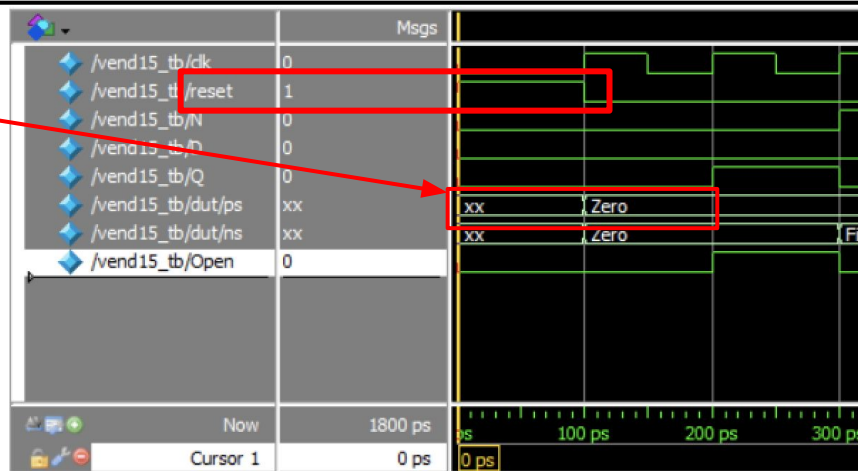 Msgs
/vend15_tb/clk 0
/vend15_tb/reset 1
/vend15_tb/N 0
/vend15_tb/D 0
/vend15_tb/Q 0
/vend15_tb/dut/ps xx xx Zero
/vend15_tb/dut/ns xx xx Zero Fi
/vend15_tb/Open 0
Now 1800 ps ps 100 ps 200 ps 300 ps
Cursor 1 0 ps 0 ps